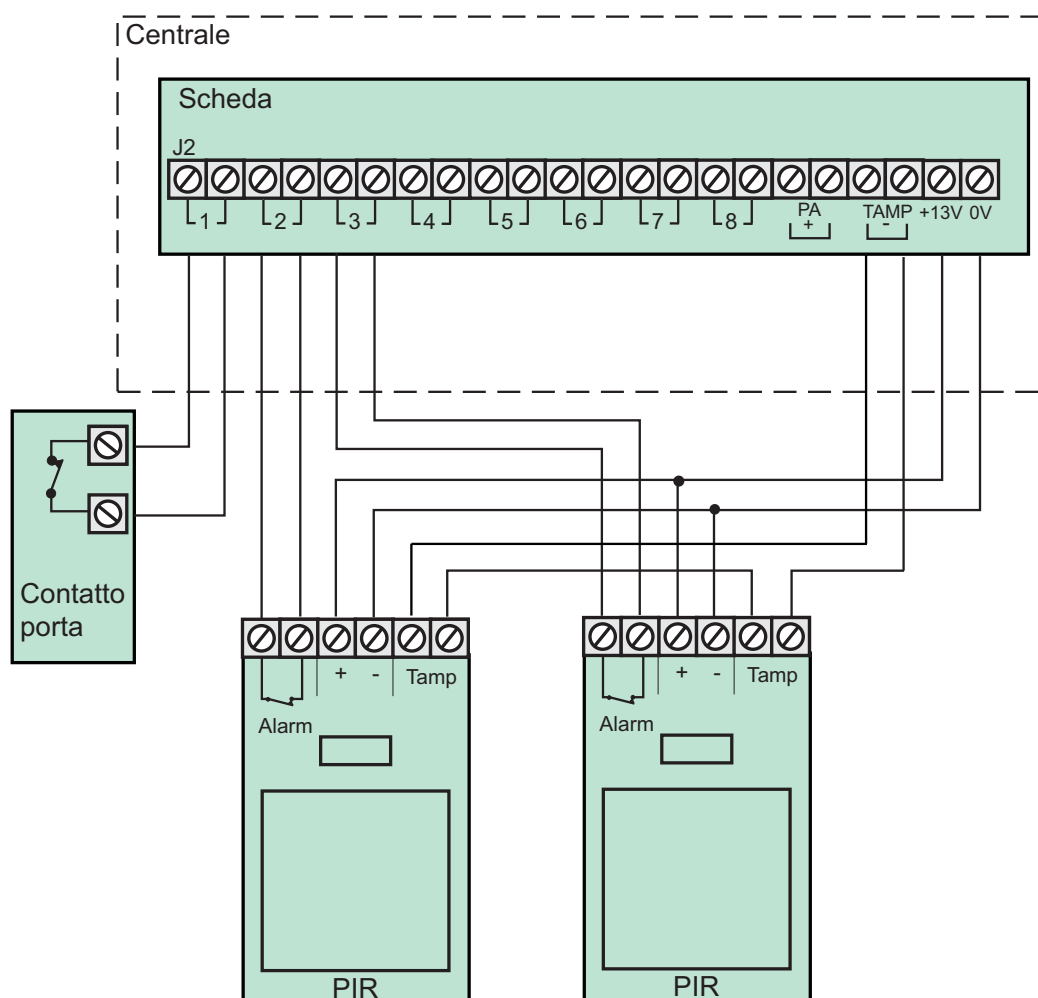 Centrale
Scheda
J2
1 2 3 4 5 6 7 8 PA TAMP +13V 0V
+ -
Contatto
porta
+ - Tamp
Alarm
PIR
+ - Tamp
Alarm
PIR